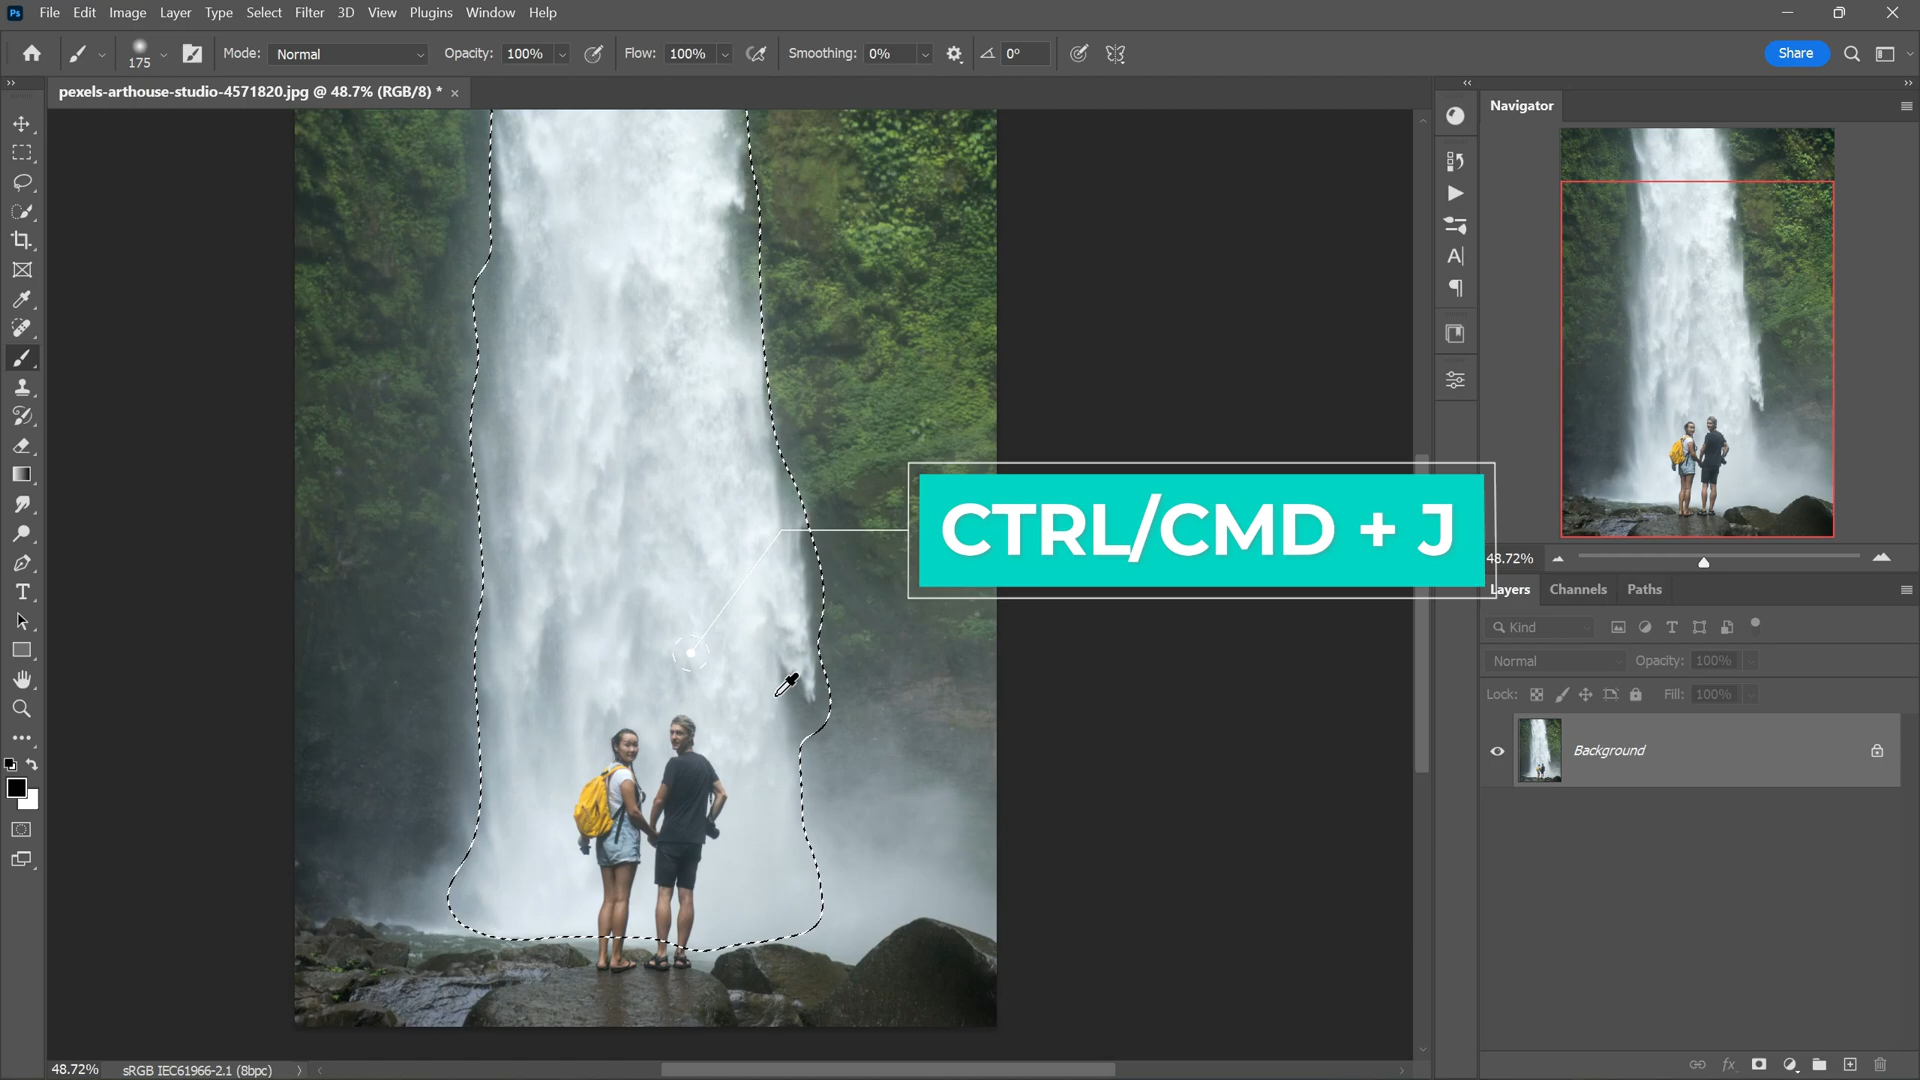 Ps File Edit Image Layer Type Select Filter 3D View Plugins Window Help
175 Mode: Normal Opacity: 100% Flow: 100% Smoothing: 0% 0° Share
pexels-arthouse-studio-4571820.jpg @ 48.7% (RGB/8) * ×
Navigator
CTRL/CMD + J
48.72%
Layers Channels Paths
Kind
Normal Opacity: 100%
Lock: Fill: 100%
Background
48.72% sRGB IEC61966-2.1 (8bpc)